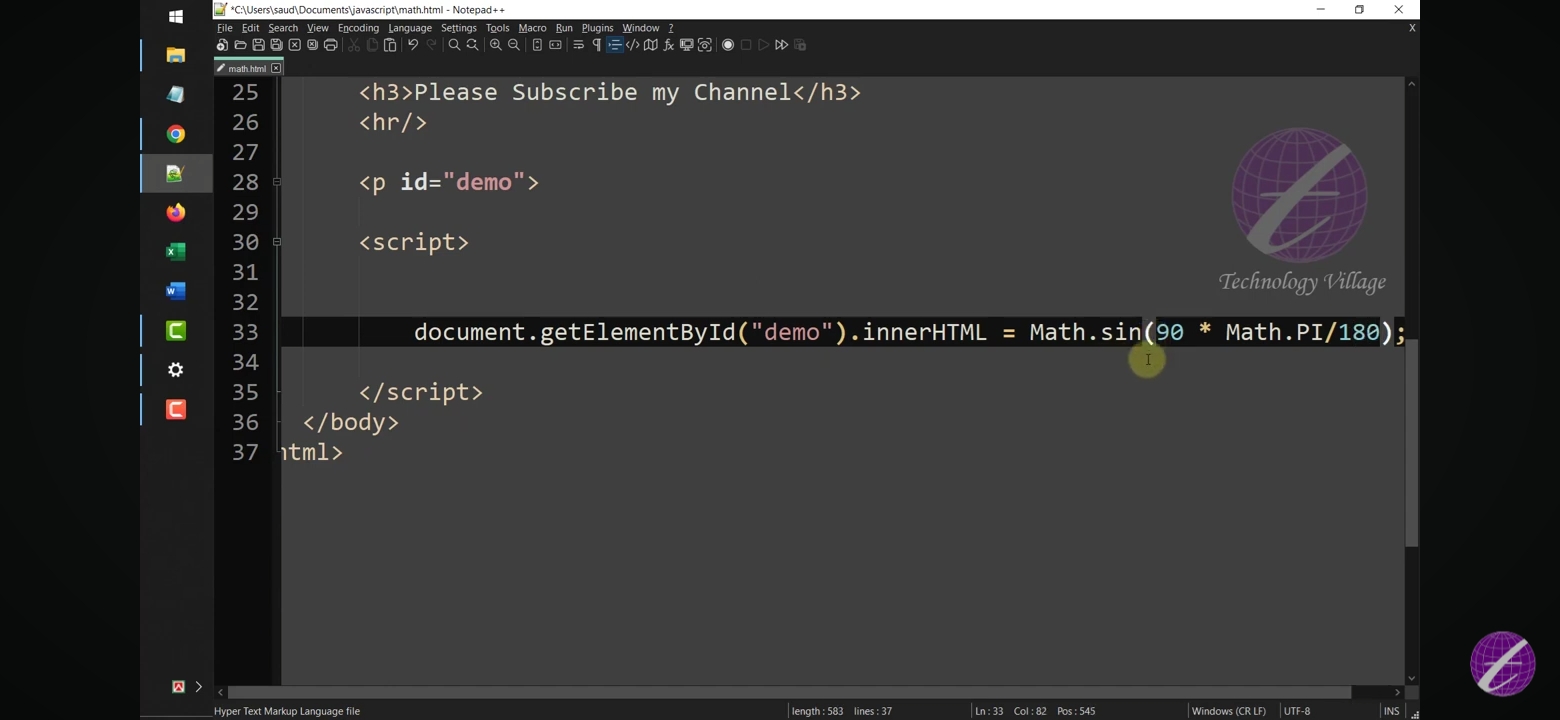 *C:\Users\saud\Documents\javascript\math.html - Notepad++
File Edit Search View Encoding Language Settings Tools Macro Run Plugins Window ? X
math.html
25 <h3>Please Subscribe my Channel</h3>
26 <hr/>
27
28 <p id="demo">
29
30 <script>
31
32
33 document.getElementById("demo").innerHTML = Math.sin(90 * Math.PI/180);
34
35 </script>
36 </body>
37 html>
Technology Village
Hyper Text Markup Language file length : 583 lines : 37 Ln : 33 Col : 82 Pos : 545 Windows (CR LF) UTF-8 INS